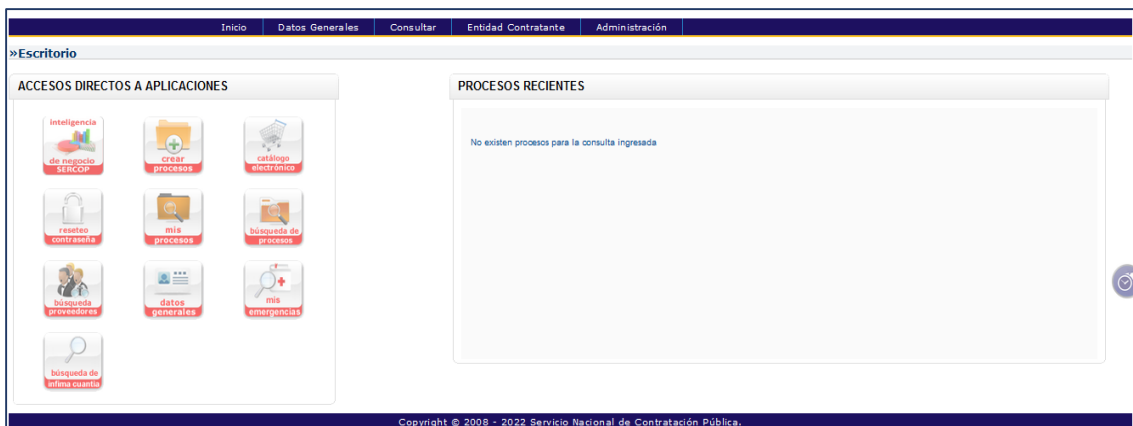 Inicio Datos Generales Consultar Entidad Contratante Administración
»Escritorio
ACCESOS DIRECTOS A APLICACIONES
inteligencia
de negocio
SERCOP
crear
procesos
catálogo
electrónico
reseteo
contraseña
mis
procesos
búsqueda de
procesos
búsqueda
proveedores
datos
generales
mis
emergencias
búsqueda de
ínfima cuantía
PROCESOS RECIENTES
No existen procesos para la consulta ingresada
Copyright © 2008 - 2022 Servicio Nacional de Contratación Pública.